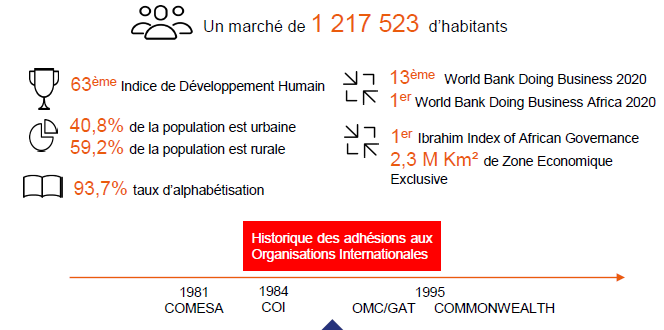 Un marché de 1 217 523 d'habitants
63ème Indice de Développement Humain
40,8% de la population est urbaine
59,2% de la population est rurale
93,7% taux d'alphabétisation
13ème World Bank Doing Business 2020
1er World Bank Doing Business Africa 2020
1er Ibrahim Index of African Governance
2,3 M Km² de Zone Economique
Exclusive
Historique des adhésions aux
Organisations Internationales
1981
COMESA
1984
COI
1995
OMC/GAT COMMONWEALTH